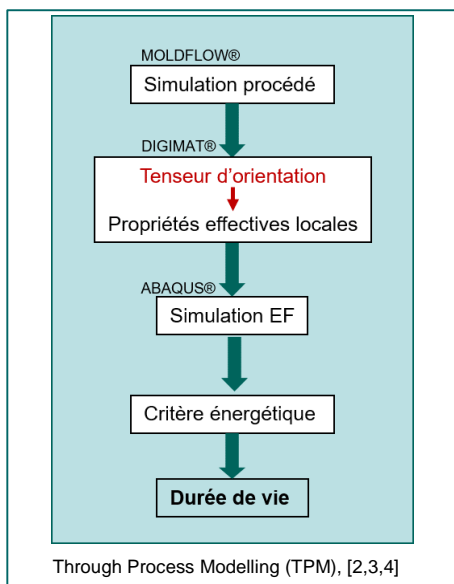 MOLDFLOW®
Simulation procédé
DIGIMAT®
Tenseur d'orientation
Propriétés effectives locales
ABAQUS®
Simulation EF
Critère énergétique
Durée de vie
Through Process Modelling (TPM), [2,3,4]